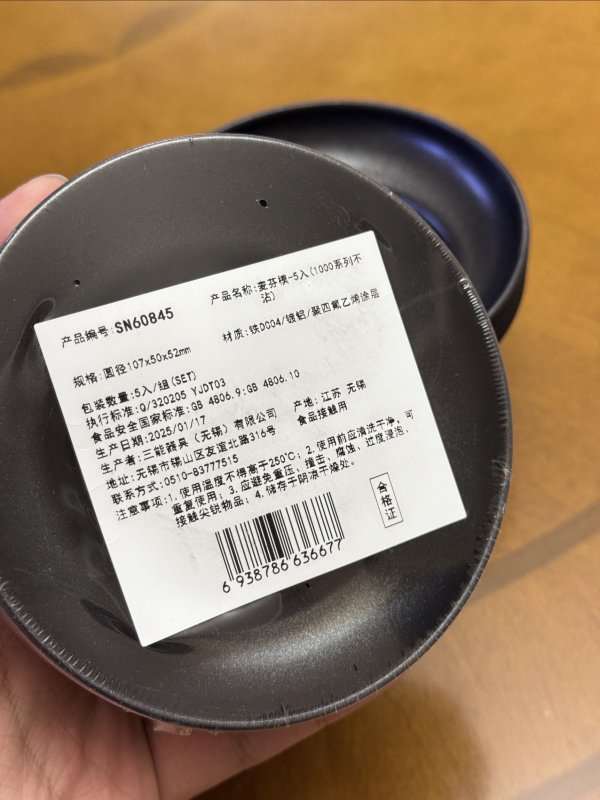 产品编号:SN60845
产品名称:麦芬模-5入(1000系列不
沾)
规格:圆径107x50x52mm
材质:铁DC04/镀铝/聚四氟乙烯涂层
包装数量:5入/组(SET)
执行标准:Q/320205 YJDT03
食品安全国家标准:GB 4806.9;GB 4806.10
生产日期:2025/01/17
产地: 江苏 无锡
生产者:三能器具(无锡)有限公司
食品接触用
地址:无锡市锡山区友谊北路316号
联系方式:0510-83777515
注意事项:1.使用温度不得高于250℃; 2.使用前应清洗干净,可
重复使用; 3.应避免重压、撞击、腐蚀、过度浸泡、
接触尖锐物品; 4.储存于阴凉干燥处。
合格证
6 938786 636677